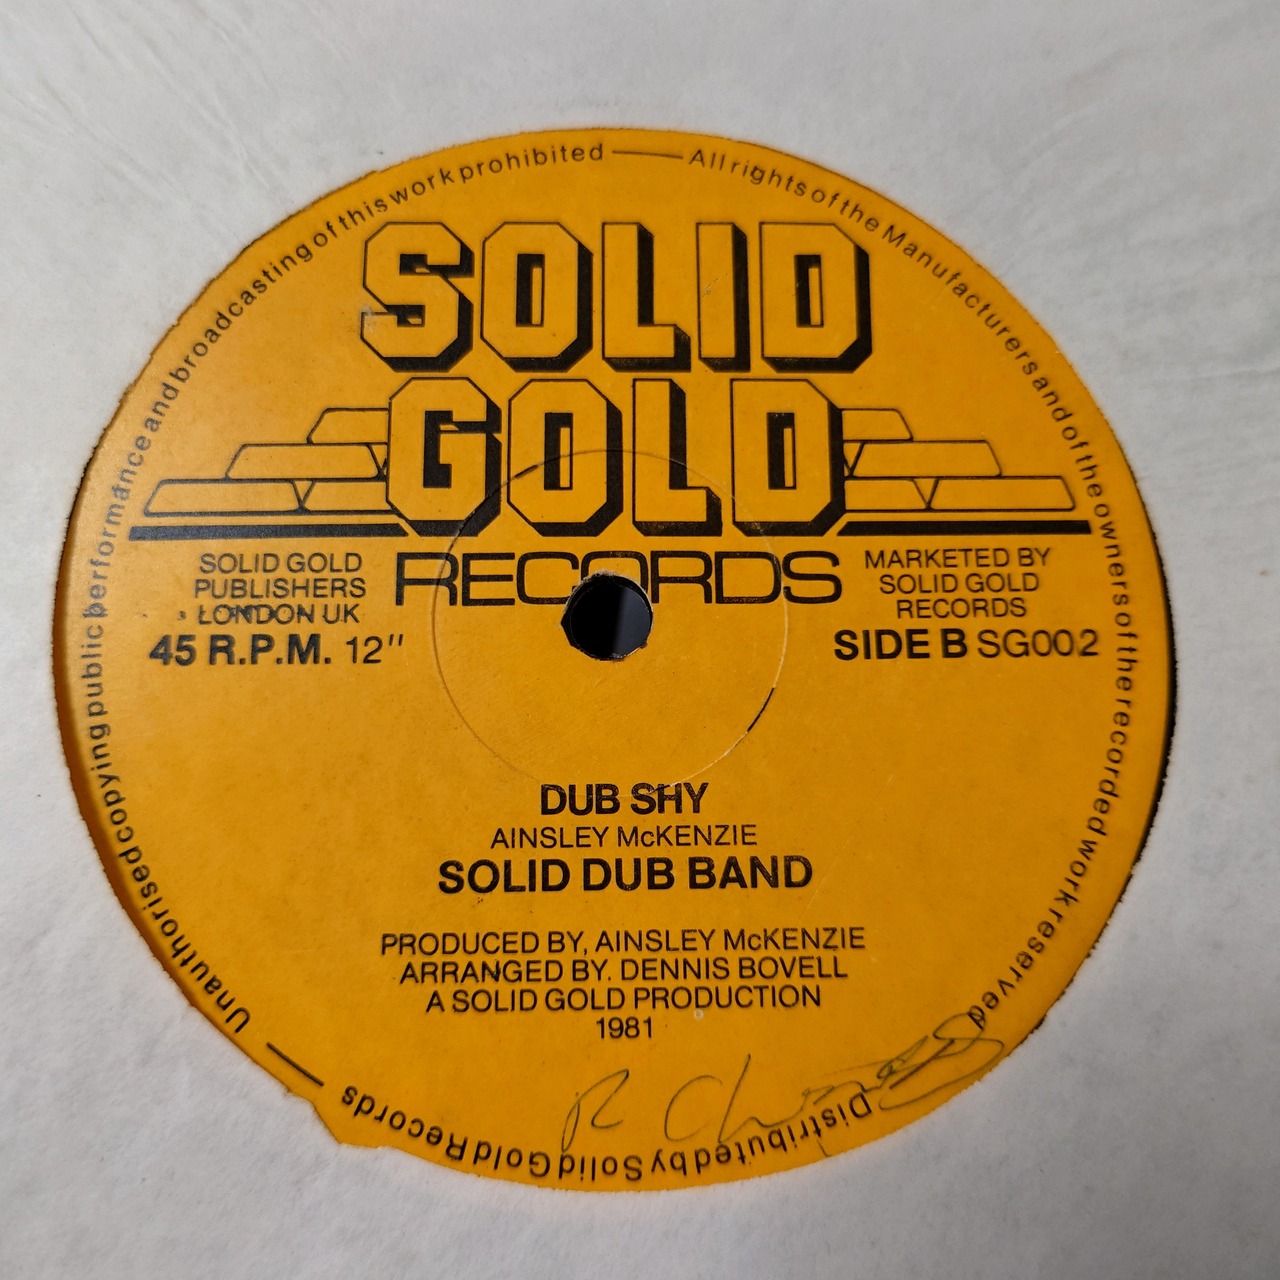 Unauthorised copying public performance and broadcasting of this work prohibited — All rights of the Manufacturers and of the owners of the recorded work reserved
SOLID
GOLD
RECORDS
SOLID GOLD
PUBLISHERS
LONDON UK
45 R.P.M. 12"
MARKETED BY
SOLID GOLD
RECORDS
SIDE B SG002
DUB SHY
AINSLEY McKENZIE
SOLID DUB BAND
PRODUCED BY, AINSLEY McKENZIE
ARRANGED BY. DENNIS BOVELL
A SOLID GOLD PRODUCTION
1981
R
Distributed by Solid Gold Records —